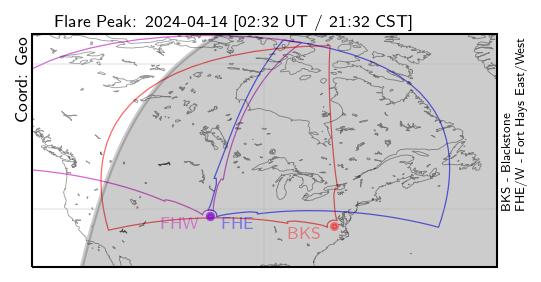 Flare Peak: 2024-04-14 [02:32 UT / 21:32 CST]
Coord: Geo
FHW
FHE
BKS
BKS - Blackstone
FHE/W - Fort Hays East/West